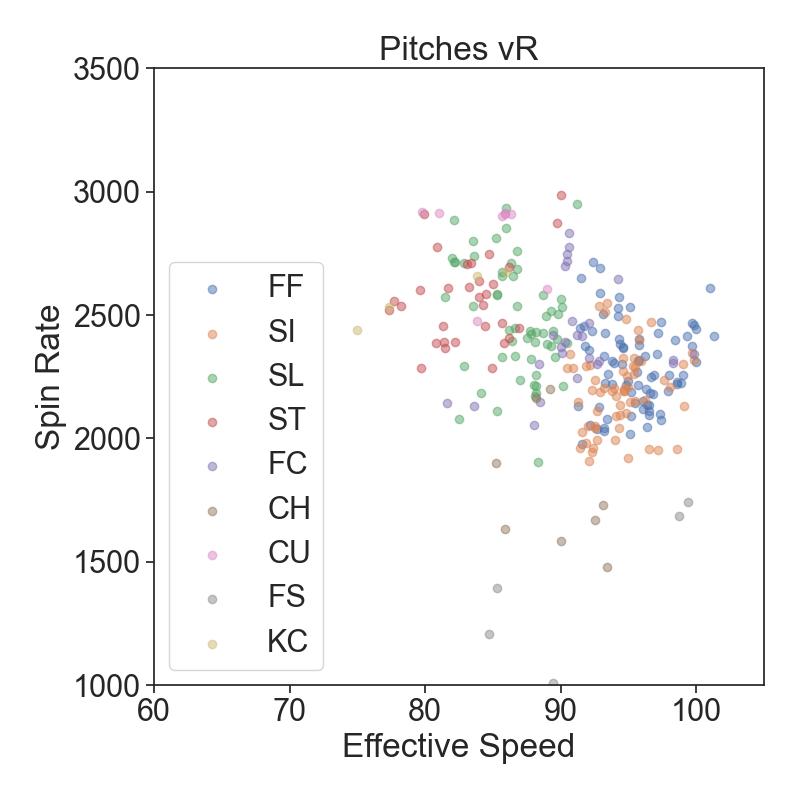 Pitches vR
3500
3000
2500
2000
1500
1000
Spin Rate
FF
SI
SL
ST
FC
CH
CU
FS
KC
60 70 80 90 100
Effective Speed